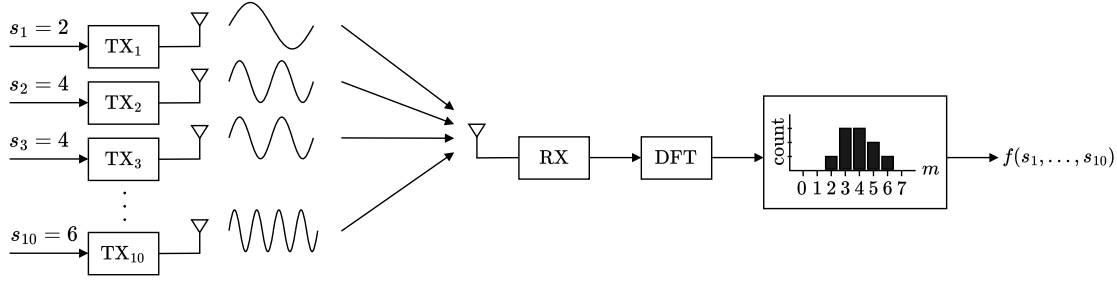 s₁ = 2
TX₁
s₂ = 4
TX₂
s₃ = 4
TX₃
⋮
s₁₀ = 6
TX₁₀
RX
DFT
count
0 1 2 3 4 5 6 7
m
f(s₁, …, s₁₀)